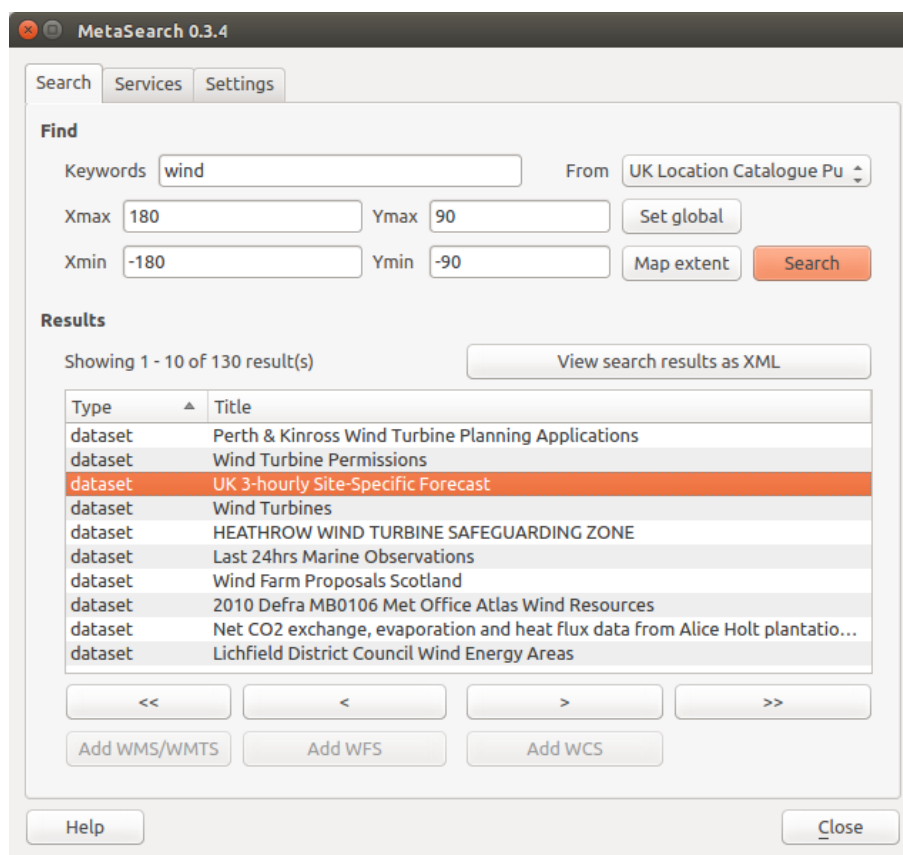 MetaSearch 0.3.4
Search Services Settings
Find
Keywords wind From UK Location Catalogue Pu
Xmax 180 Ymax 90 Set global
Xmin -180 Ymin -90 Map extent Search
Results
Showing 1 - 10 of 130 result(s) View search results as XML
Type Title
dataset Perth & Kinross Wind Turbine Planning Applications
dataset Wind Turbine Permissions
dataset UK 3-hourly Site-Specific Forecast
dataset Wind Turbines
dataset HEATHROW WIND TURBINE SAFEGUARDING ZONE
dataset Last 24hrs Marine Observations
dataset Wind Farm Proposals Scotland
dataset 2010 Defra MB0106 Met Office Atlas Wind Resources
dataset Net CO2 exchange, evaporation and heat flux data from Alice Holt plantatio...
dataset Lichfield District Council Wind Energy Areas
<< < > >>
Add WMS/WMTS Add WFS Add WCS
Help Close